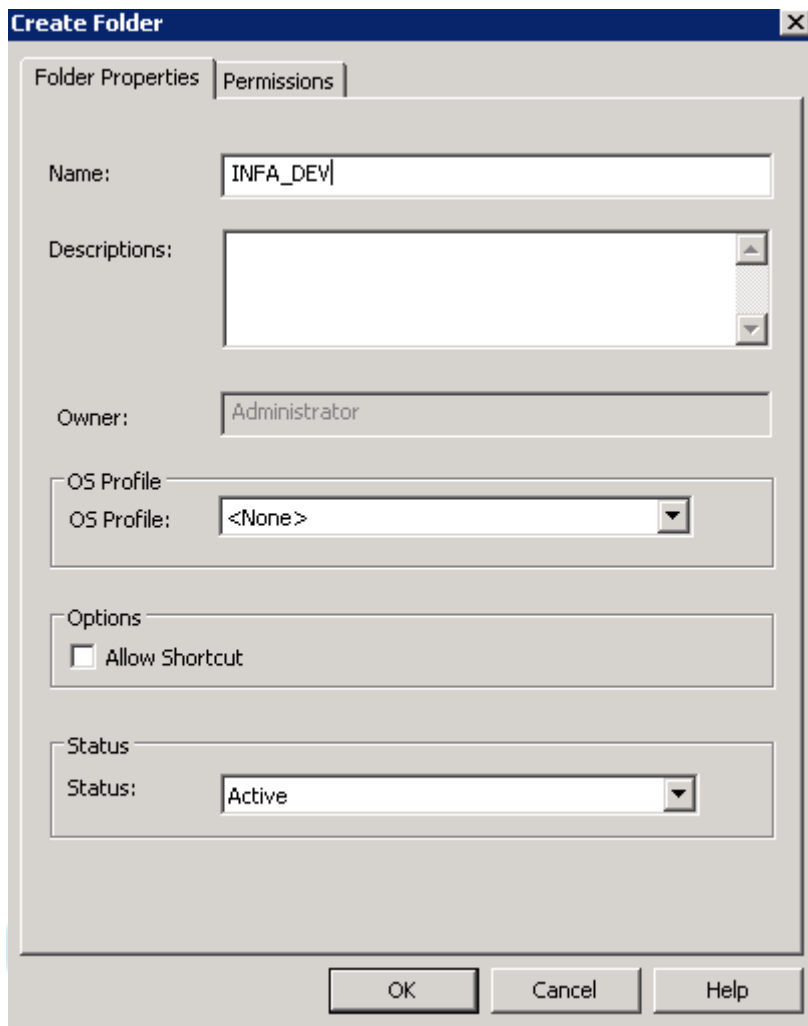 Create Folder
Folder Properties Permissions
Name: INFA_DEV
Descriptions:
Owner: Administrator
OS Profile
OS Profile: <None>
Options
Allow Shortcut
Status
Status: Active
OK Cancel Help